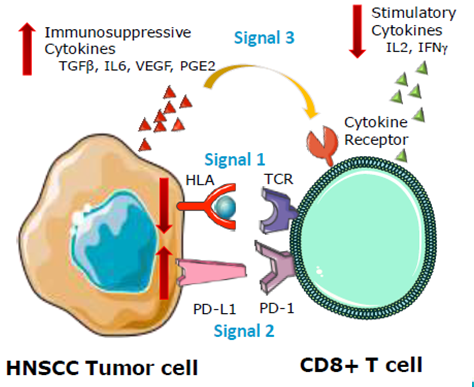 Immunosuppressive
Cytokines
TGFβ, IL6, VEGF, PGE2
Signal 3
Stimulatory
Cytokines
IL2, IFNγ
Cytokine
Receptor
Signal 1
HLA
TCR
PD-L1
PD-1
Signal 2
HNSCC Tumor cell
CD8+ T cell